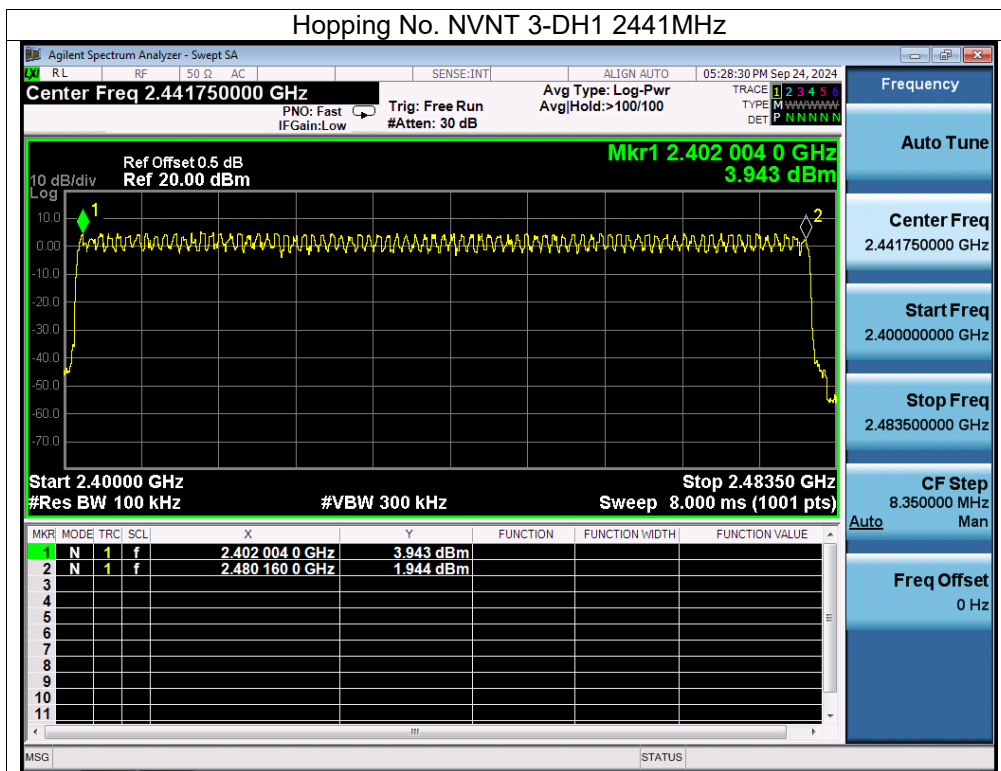 Hopping No. NVNT 3-DH1 2441MHz
Agilent Spectrum Analyzer - Swept SA
LXI RL RF 50 Ω AC SENSE:INT ALIGN AUTO 05:28:30 PM Sep 24, 2024
Center Freq 2.441750000 GHz
PNO: Fast
IFGain:Low
Trig: Free Run
#Atten: 30 dB
Avg Type: Log-Pwr
Avg|Hold:>100/100
TRACE 1 2 3 4 5 6
TYPE M WWWWW
DET P N N N N N
Ref Offset 0.5 dB
10 dB/div Ref 20.00 dBm
Log
Mkr1 2.402 004 0 GHz
3.943 dBm
1
2
10.0
0.00
-10.0
-20.0
-30.0
-40.0
-50.0
-60.0
-70.0
Start 2.40000 GHz Stop 2.48350 GHz
#Res BW 100 kHz #VBW 300 kHz Sweep 8.000 ms (1001 pts)
MKR MODE TRC SCL X Y FUNCTION FUNCTION WIDTH FUNCTION VALUE
1 N 1 f 2.402 004 0 GHz 3.943 dBm
2 N 1 f 2.480 160 0 GHz 1.944 dBm
3
4
5
6
7
8
9
10
11
MSG STATUS
Frequency
Auto Tune
Center Freq
2.441750000 GHz
Start Freq
2.400000000 GHz
Stop Freq
2.483500000 GHz
CF Step
8.350000 MHz
Auto Man
Freq Offset
0 Hz